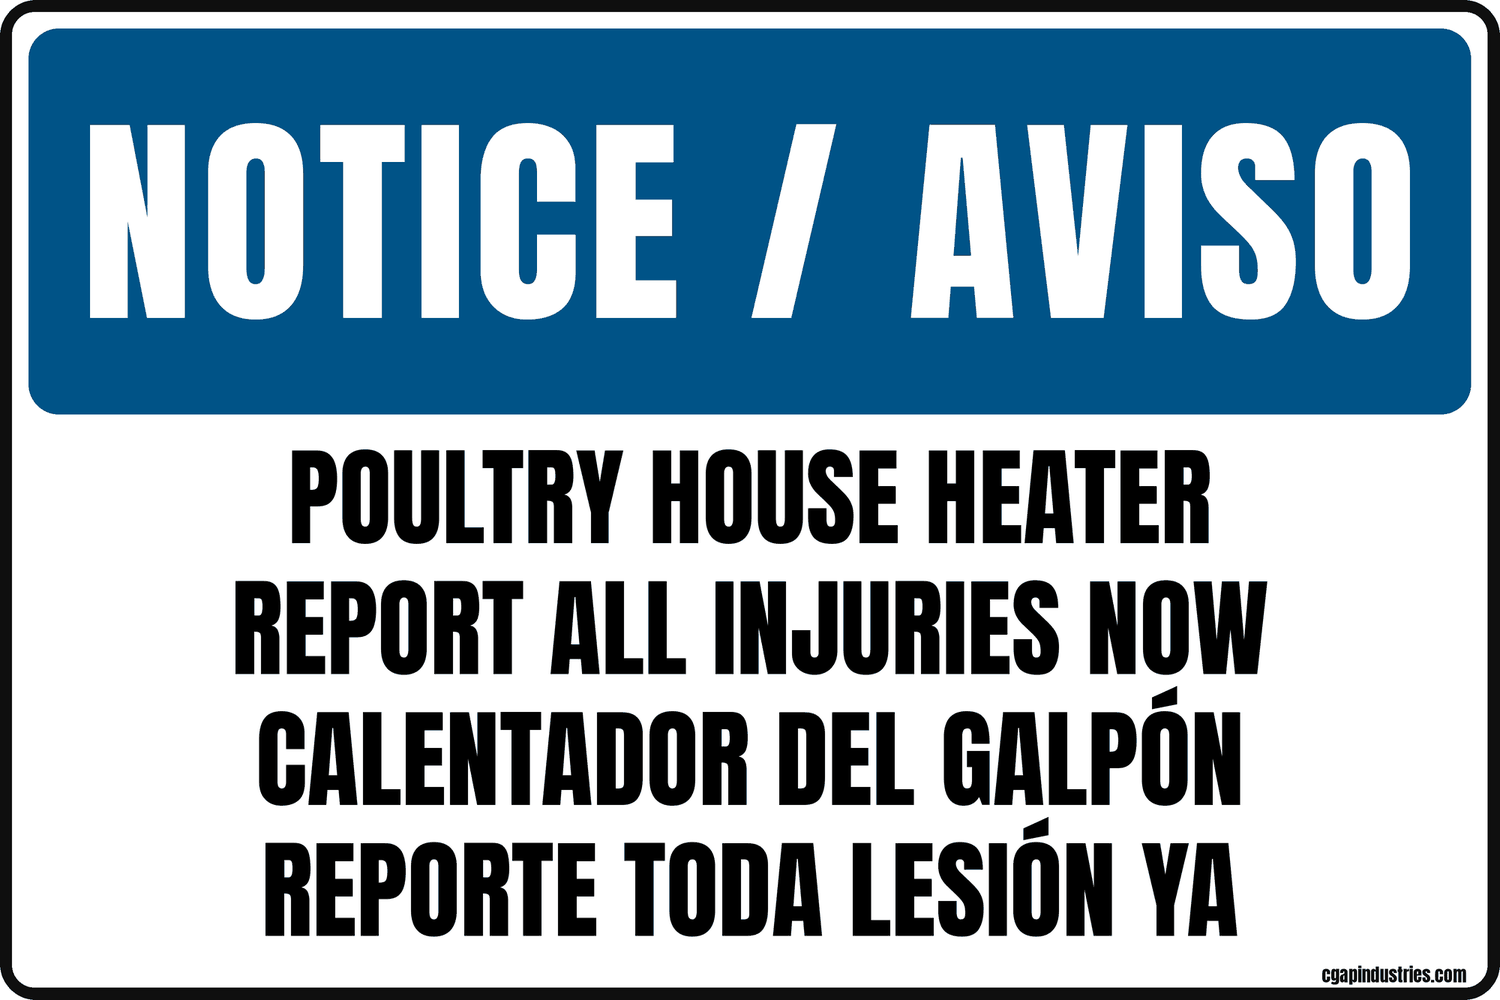 NOTICE / AVISO
POULTRY HOUSE HEATER
REPORT ALL INJURIES NOW
CALENTADOR DEL GALPÓN
REPORTE TODA LESIÓN YA
cgapindustries.com